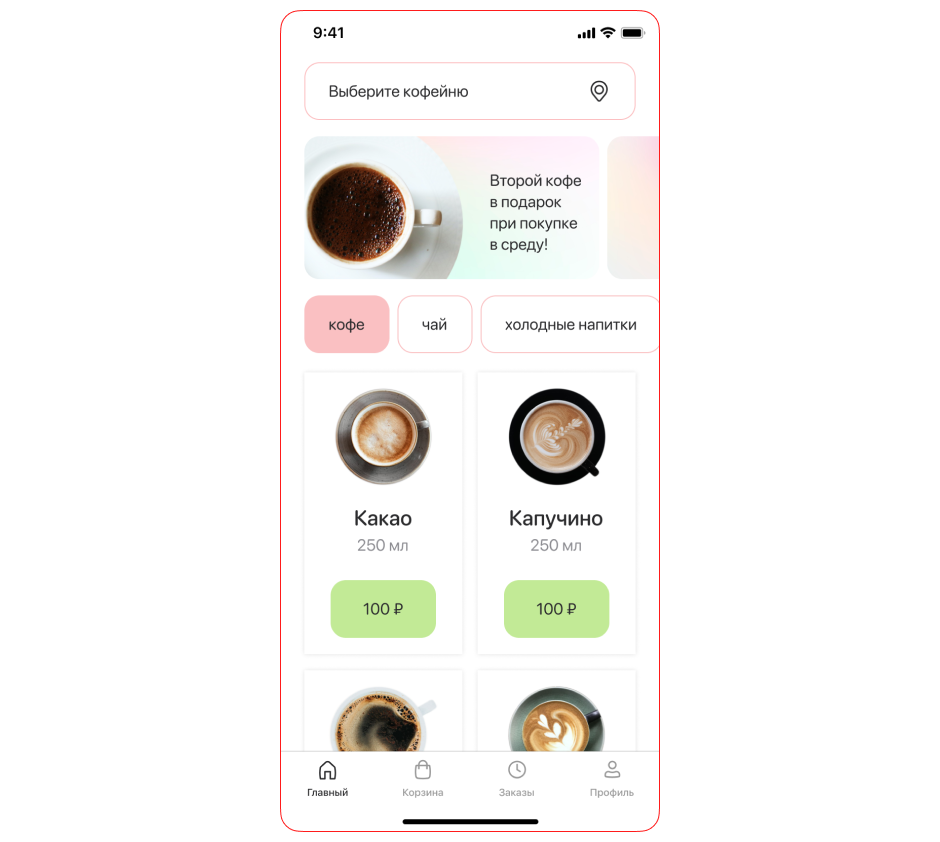 9:41
Выберите кофейню
Второй кофе
в подарок
при покупке
в среду!
кофе
чай
холодные напитки
Какао
Капучино
250 мл
250 мл
100 ₽
100 ₽
Главный
Корзина
Заказы
Профиль